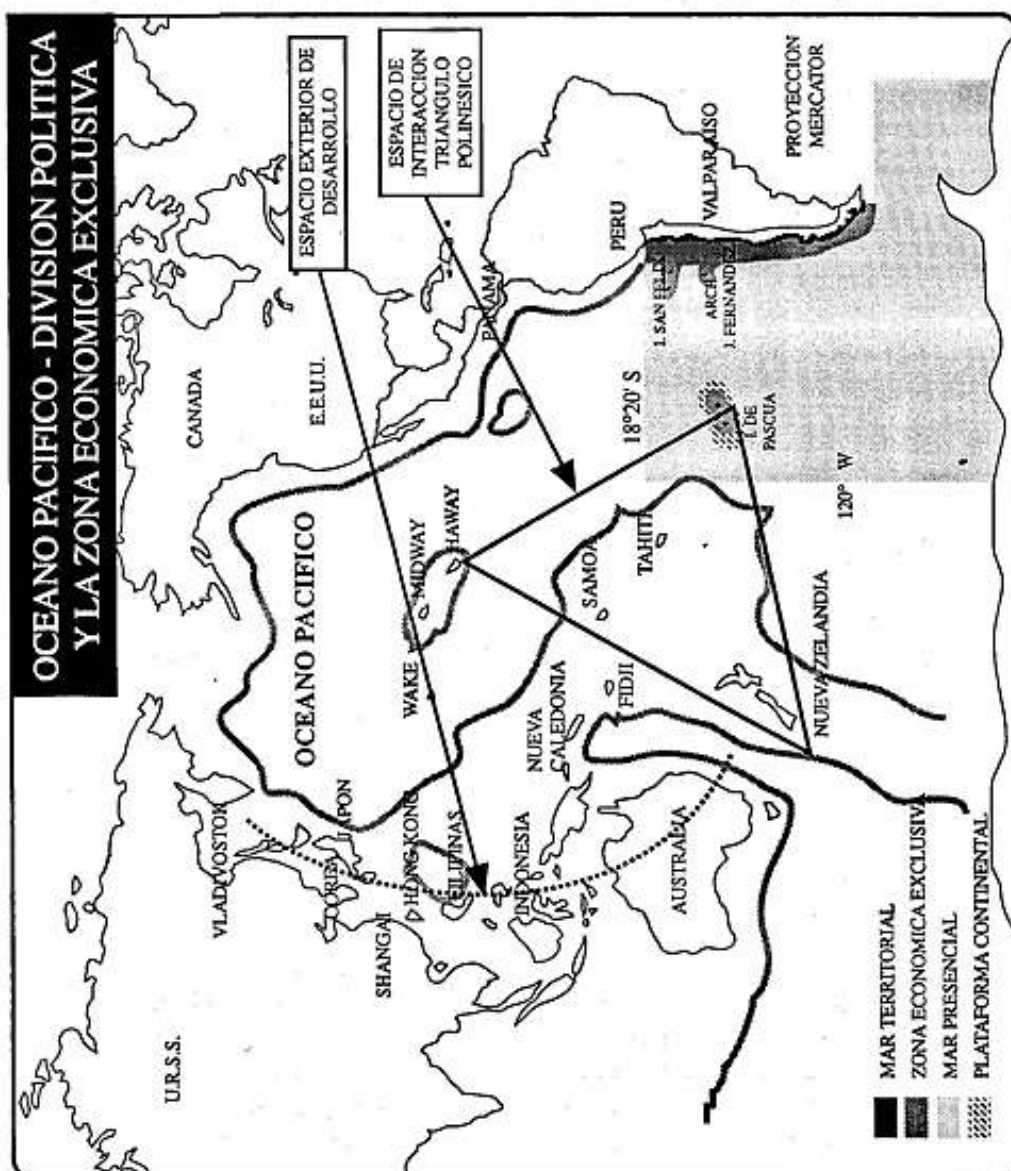 OCEANO PACIFICO - DIVISION POLITICA
Y LA ZONA ECONOMICA EXCLUSIVA
ESPACIO EXTERIOR DE
DESARROLLO
ESPACIO DE
INTERACCION
TRIANGULO
POLINESICO
CANADA
E.E.U.U.
PANAMA
PERU
VALPARAISO
PROYECCION
MERCATOR
I. SAN FELIX
ARCH.
J. FERNANDEZ
18°20' S
I. DE
PASCUA
120° W
OCEANO PACIFICO
MIDWAY
HAWAY
WAKE
SAMOA
TAHITI
FIDJI
NUEVA
CALEDONIA
NUEVA ZELANDIA
U.R.S.S.
VLADIVOSTOK
COREA
JAPON
SHANGAI
HONG KONG
FILIPINAS
INDONESIA
AUSTRALIA
MAR TERRITORIAL
ZONA ECONOMICA EXCLUSIVA
MAR PRESENCIAL
PLATAFORMA CONTINENTAL